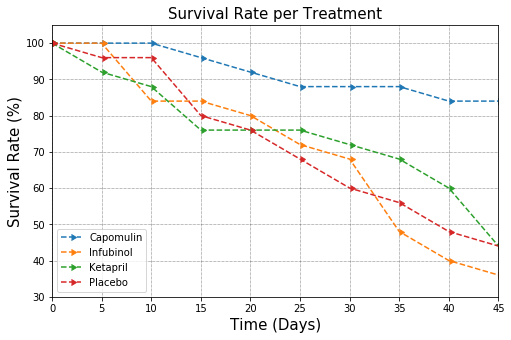 Survival Rate per Treatment
Survival Rate (%)
100
90
80
70
60
50
40
30
Capomulin
Infubinol
Ketapril
Placebo
0 5 10 15 20 25 30 35 40 45
Time (Days)